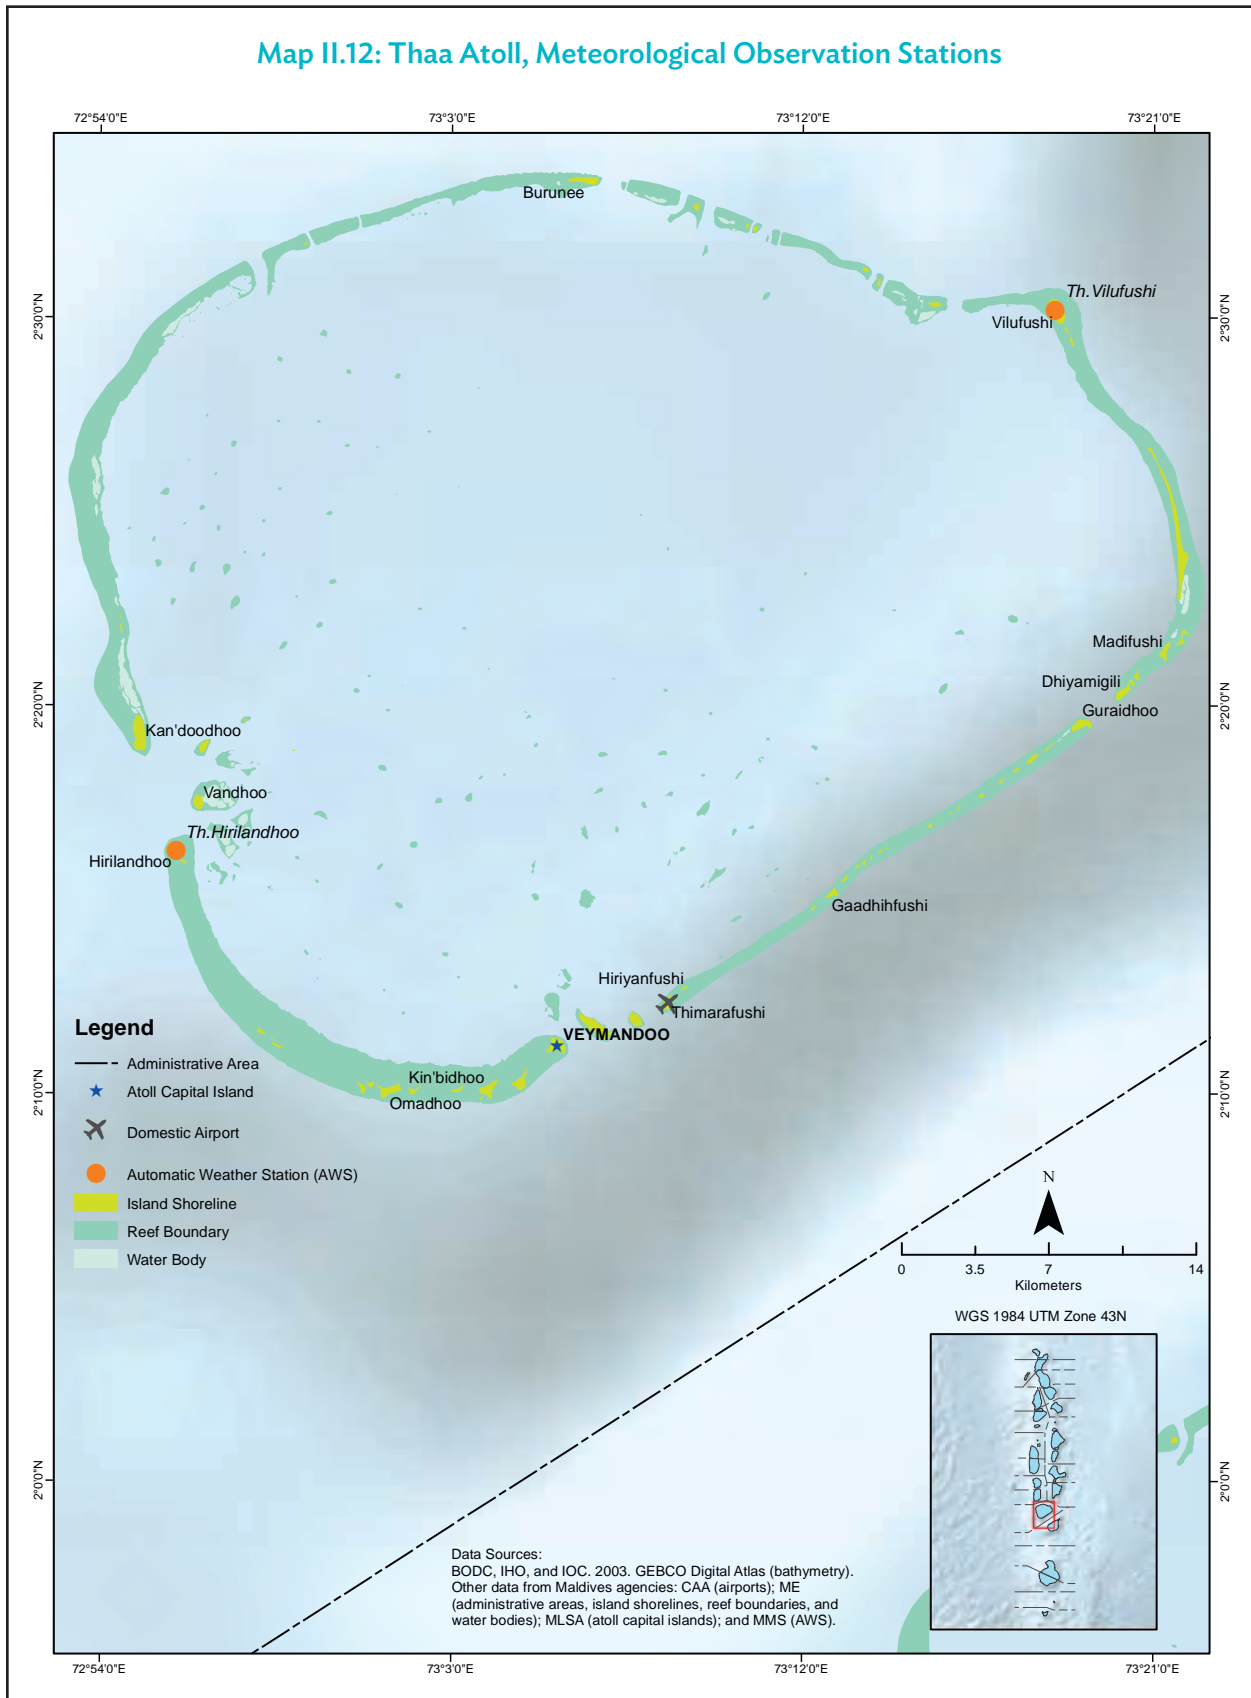 Map II.12: Thaa Atoll, Meteorological Observation Stations
72°54'0"E
73°3'0"E
73°12'0"E
73°21'0"E
Burunee
Th.Vilufushi
Vilufushi
2°30'0"N
2°30'0"N
Madifushi
Dhiyamigili
Guraidhoo
2°20'0"N
2°20'0"N
Kan'doodhoo
Vandhoo
Th.Hirilandhoo
Hirilandhoo
Gaadhihfushi
Hiriyanfushi
Thimarafushi
VEYMANDOO
Kin'bidhoo
Omadhoo
2°10'0"N
2°10'0"N
Legend
Administrative Area
Atoll Capital Island
Domestic Airport
Automatic Weather Station (AWS)
Island Shoreline
Reef Boundary
Water Body
N
0
3.5
7
14
Kilometers
WGS 1984 UTM Zone 43N
2°0'0"N
2°0'0"N
Data Sources:
BODC, IHO, and IOC. 2003. GEBCO Digital Atlas (bathymetry).
Other data from Maldives agencies: CAA (airports); ME
(administrative areas, island shorelines, reef boundaries, and
water bodies); MLSA (atoll capital islands); and MMS (AWS).
72°54'0"E
73°3'0"E
73°12'0"E
73°21'0"E